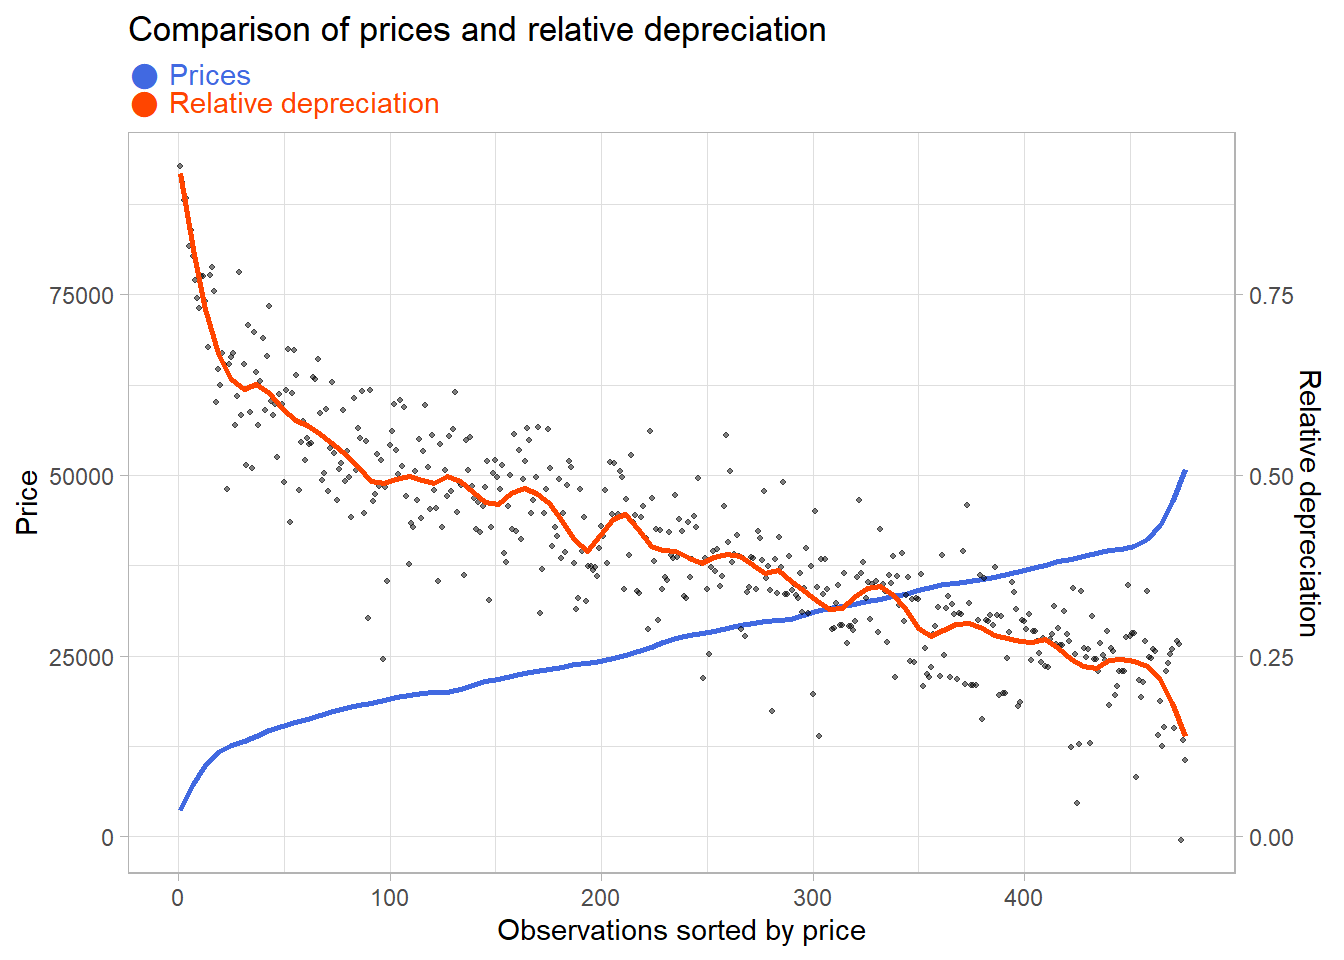 Comparison of prices and relative depreciation
Prices
Relative depreciation
75000
50000
25000
0
Price
0.75
0.50
0.25
0.00
Relative depreciation
0
100
200
300
400
Observations sorted by price